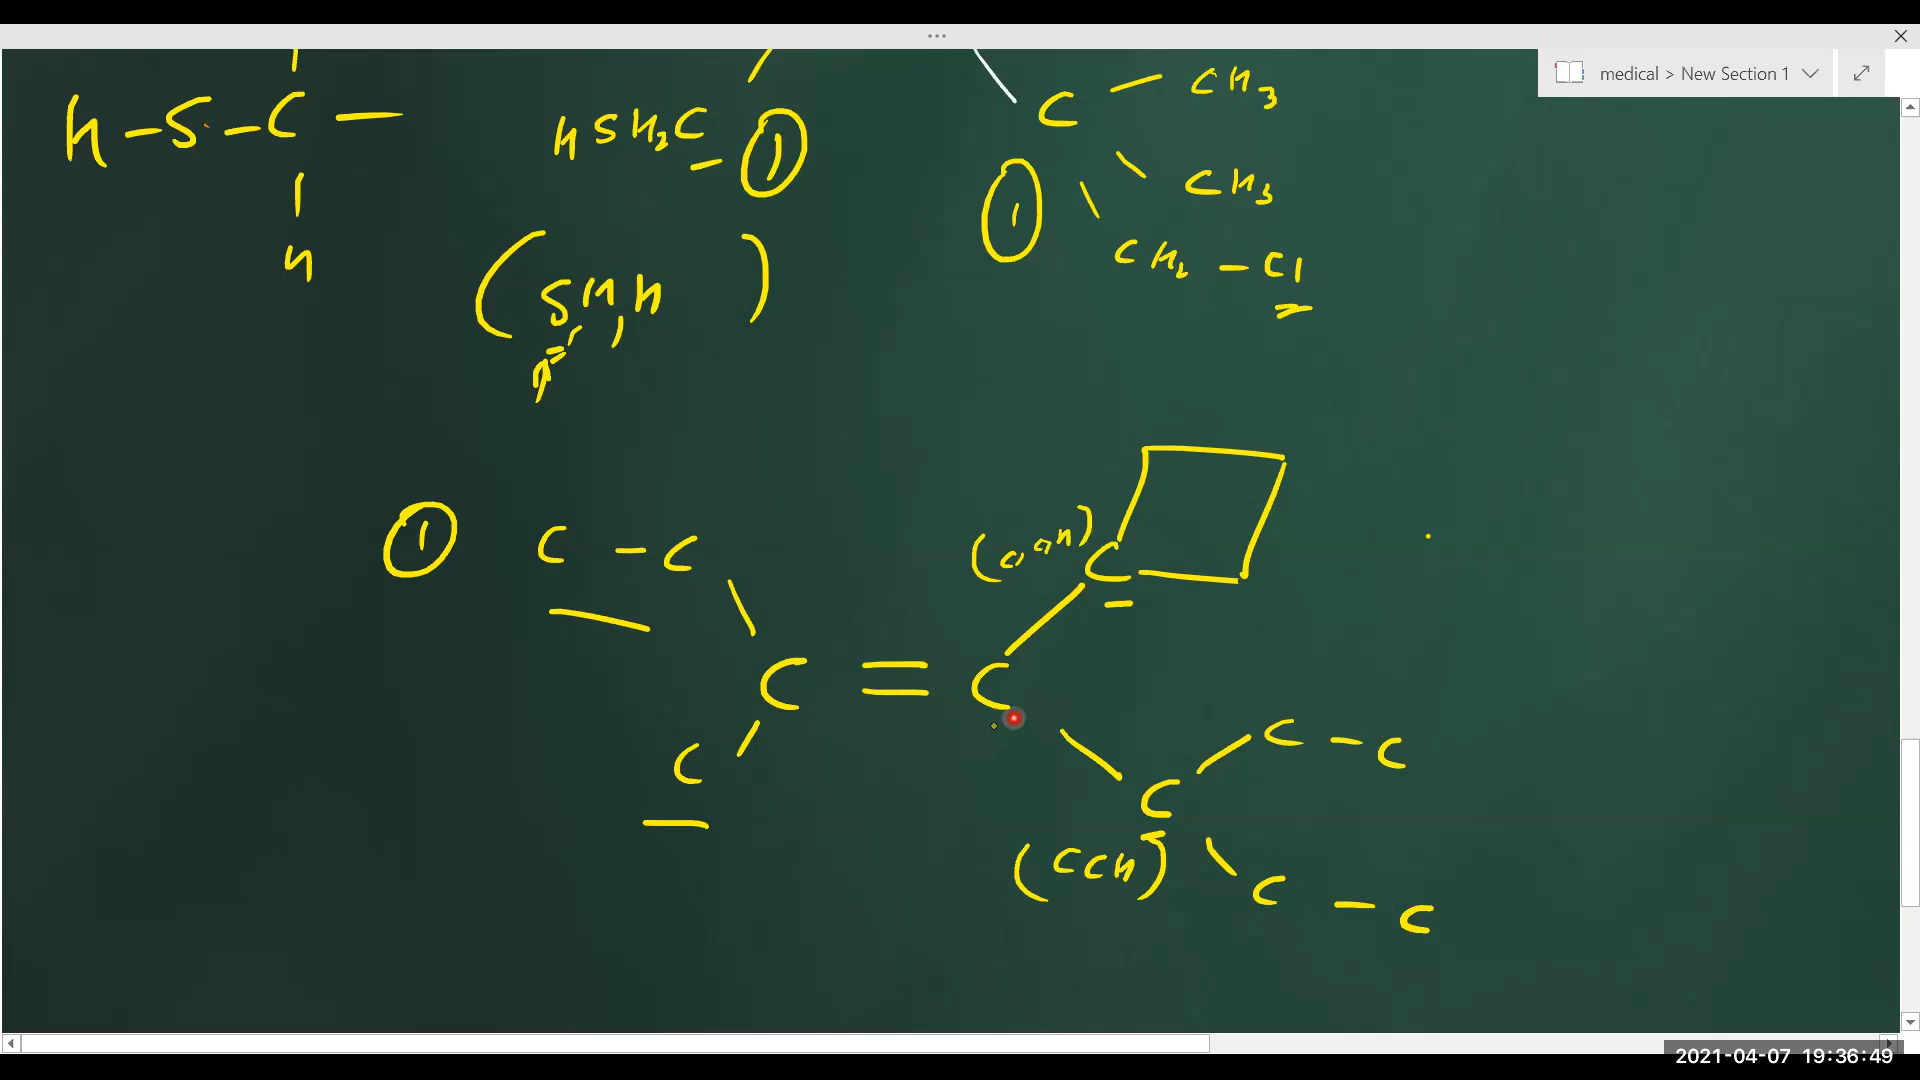 ...
medical > New Section 1
H - S - C -
H
HSH₂C
1
(S, H, H)
C - CH₃
CH₃
CH₂ - Cl
1
1
C - C
C = C
C
(C, C, H)
C
C
C - C
(CCH)
C - C
2021-04-07 19:36:49